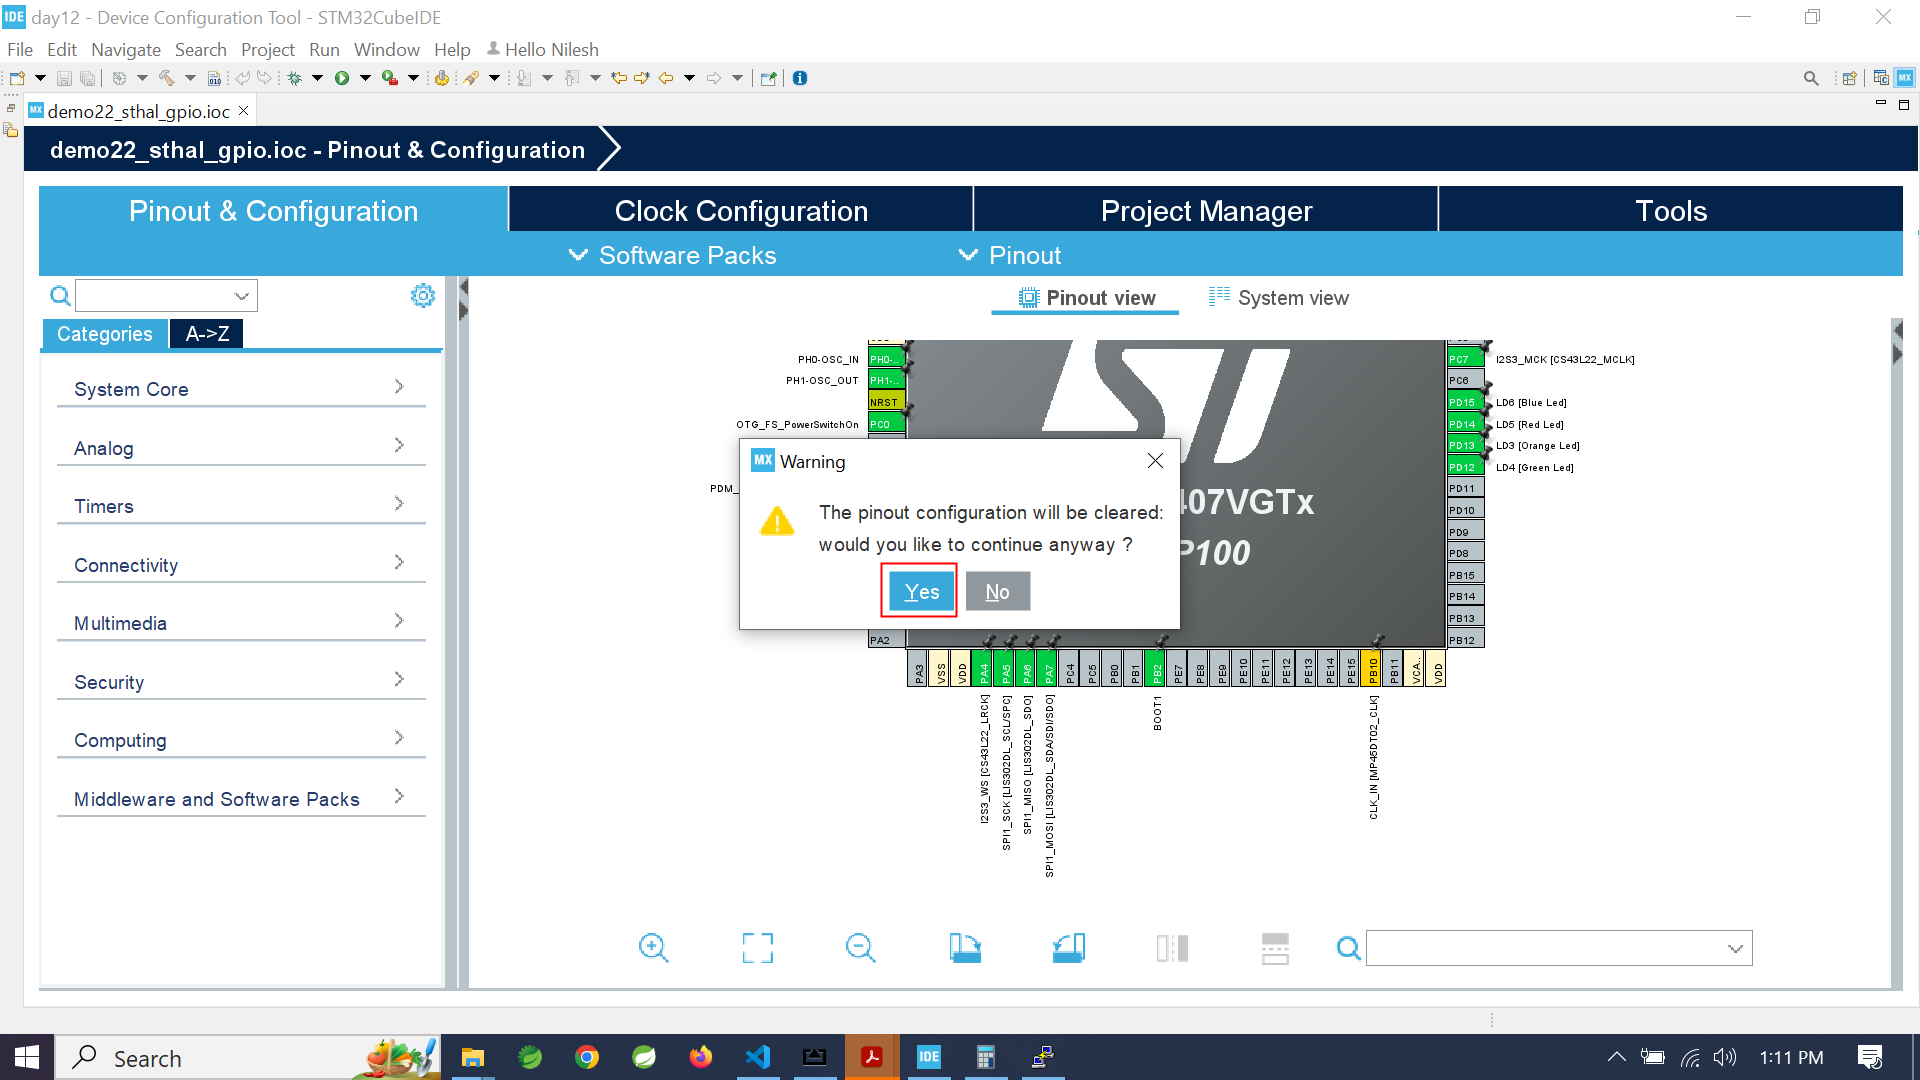 IDE day12 - Device Configuration Tool - STM32CubeIDE
File Edit Navigate Search Project Run Window Help Hello Nilesh
MX demo22_sthal_gpio.ioc
demo22_sthal_gpio.ioc - Pinout & Configuration
Pinout & Configuration Clock Configuration Project Manager Tools
Software Packs Pinout
Pinout view System view
Categories A->Z
System Core
Analog
Timers
Connectivity
Multimedia
Security
Computing
Middleware and Software Packs
PH0-OSC_IN PH0-..
PH1-OSC_OUT PH1-..
NRST
OTG_FS_PowerSwitchOn PC0
PDM_
PA2
407VGTx
P100
PC7 I2S3_MCK [CS43L22_MCLK]
PC6
PD15 LD6 [Blue Led]
PD14 LD5 [Red Led]
PD13 LD3 [Orange Led]
PD12 LD4 [Green Led]
PD11
PD10
PD9
PD8
PB15
PB14
PB13
PB12
MX Warning
The pinout configuration will be cleared:
would you like to continue anyway ?
Yes No
PA3 VSS VDD PA4 PA5 PA6 PA7 PC4 PC5 PB0 PB1 PB2 PE7 PE8 PE9 PE10 PE11 PE12 PE13 PE14 PE15 PB10 PB11 VCA.. VDD
I2S3_WS [CS43L22_LRCK]
SPI1_SCK [LIS302DL_SCL/SPC]
SPI1_MISO [LIS302DL_SDO]
SPI1_MOSI [LIS302DL_SDA/SDI/SDO]
BOOT1
CLK_IN [MP45DT02_CLK]
Search IDE 1:11 PM